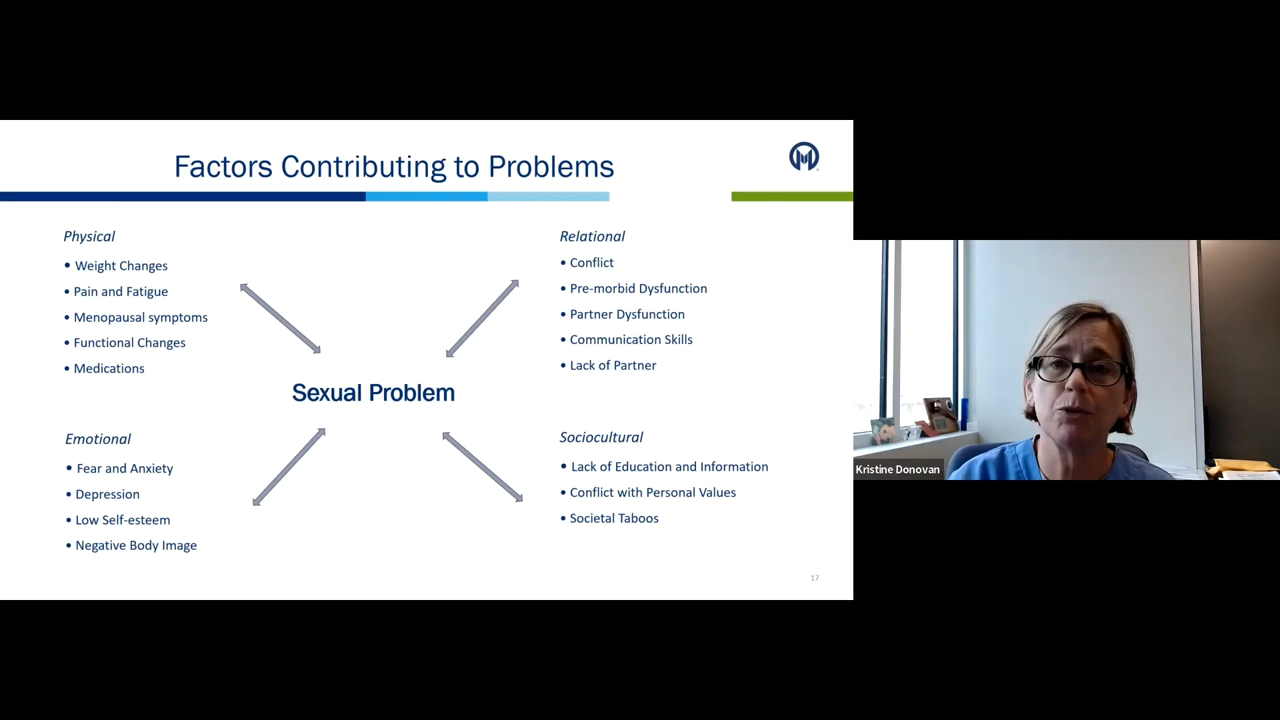 Factors Contributing to Problems
Physical
• Weight Changes
• Pain and Fatigue
• Menopausal symptoms
• Functional Changes
• Medications
Relational
• Conflict
• Pre-morbid Dysfunction
• Partner Dysfunction
• Communication Skills
• Lack of Partner
Sexual Problem
Emotional
• Fear and Anxiety
• Depression
• Low Self-esteem
• Negative Body Image
Sociocultural
• Lack of Education and Information
• Conflict with Personal Values
• Societal Taboos
17
Kristine Donovan